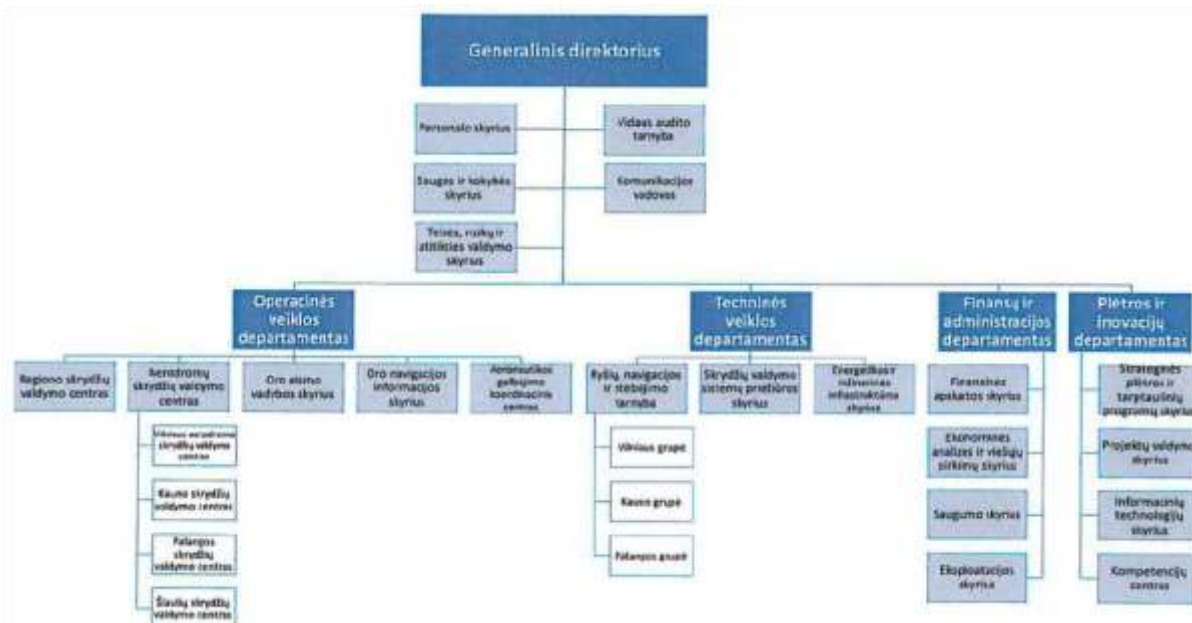 Generalinis direktorius
Personalo skyrius
Vidaus audito
tarnyba
Saugos ir kokybės
skyrius
Komunikacijos
vadovas
Teisės, rizikų ir
atitikties valdymo
skyrius
Operacinės
veiklos
departamentas
Techninės
veiklos
departamentas
Finansų ir
administracijos
departamentas
Plėtros ir
inovacijų
departamentas
Regiono skrydžių
valdymo centras
Aerodromų
skrydžių valdymo
centras
Oro eismo
vadybos skyrius
Oro navigacijos
informacijos
skyrius
Aeronautikos
gelbėjimo
koordinacinis
centras
Ryšių, navigacijos
ir stebėjimo
tarnyba
Skrydžių valdymo
sistemų priežiūros
skyrius
Energetikos ir
inžinerinės
infrastruktūros
skyrius
Finansinės
apskaitos skyrius
Strateginės
plėtros ir
tarptautinių
programų skyrius
Vilniaus aerodromo
skrydžių valdymo
centras
Vilniaus grupė
Ekonominės
analizės ir viešųjų
pirkimų skyrius
Projektų valdymo
skyrius
Kauno skrydžių
valdymo centras
Kauno grupė
Saugumo skyrius
Informacinių
technologijų
skyrius
Palangos
skrydžių
valdymo centras
Palangos grupė
Eksploatacijos
skyrius
Kompetencijų
centras
Šiaulių skrydžių
valdymo centras